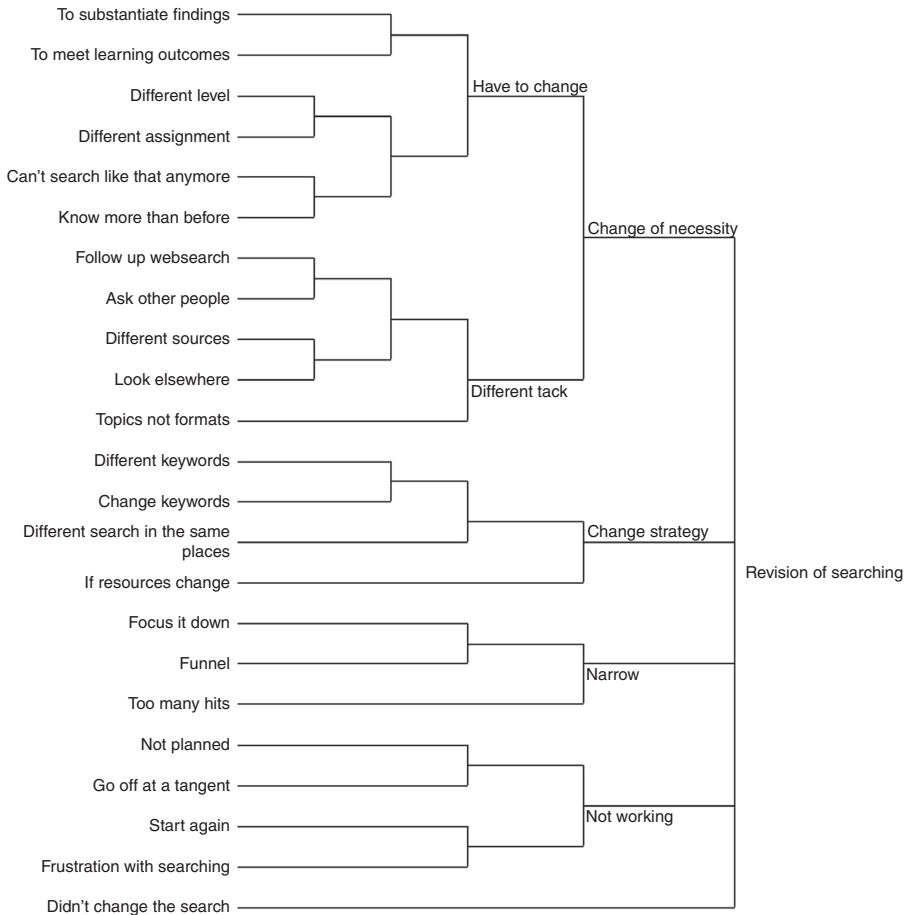 To substantiate findings
To meet learning outcomes
Have to change
Different level
Different assignment
Can't search like that anymore
Know more than before
Change of necessity
Follow up websearch
Ask other people
Different sources
Look elsewhere
Different tack
Topics not formats
Different keywords
Change keywords
Different search in the same
places
Change strategy
Revision of searching
If resources change
Focus it down
Funnel
Narrow
Too many hits
Not planned
Go off at a tangent
Not working
Start again
Frustration with searching
Didn't change the search